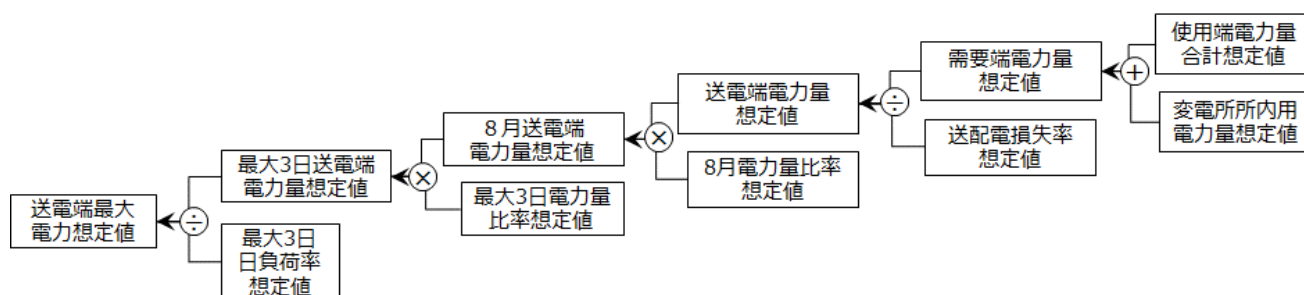 使用端電力量
合計想定値
需要端電力量
想定値
+
変電所所内用
電力量想定値
送電端電力量
想定値
÷
送配電損失率
想定値
8月送電端
電力量想定値
×
8月電力量比率
想定値
最大3日送電端
電力量想定値
×
最大3日電力量
比率想定値
送電端最大
電力想定値
÷
最大3日
日負荷率
想定値